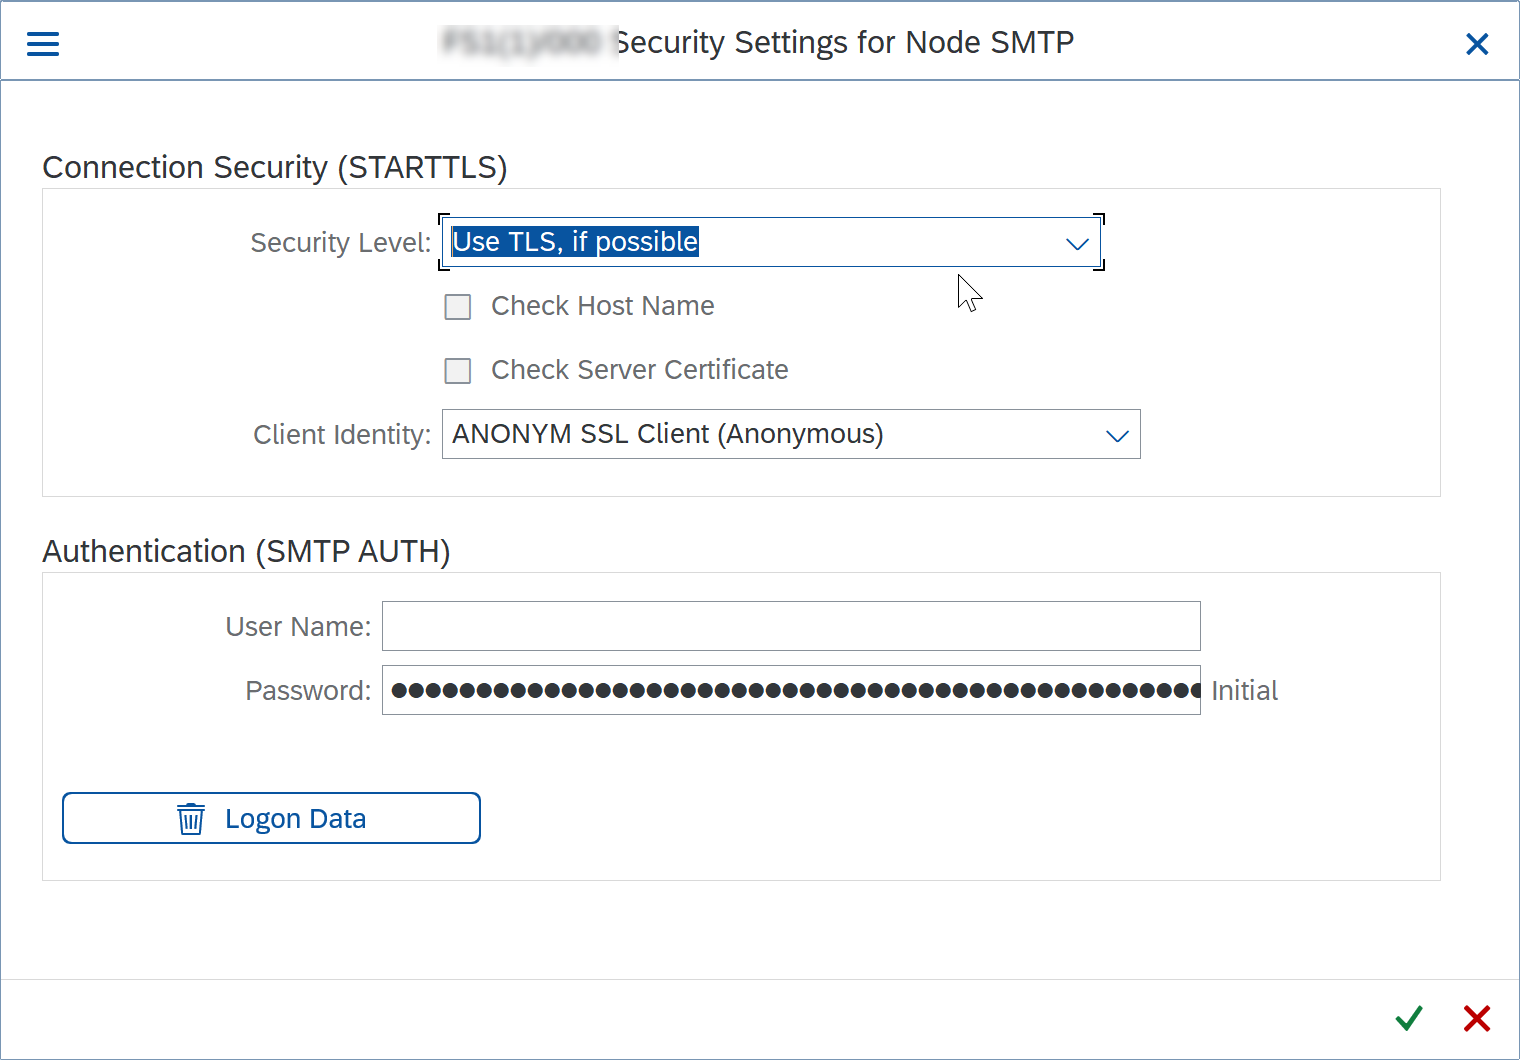 Security Settings for Node SMTP
Connection Security (STARTTLS)
Security Level: Use TLS, if possible
Check Host Name
Check Server Certificate
Client Identity: ANONYM SSL Client (Anonymous)
Authentication (SMTP AUTH)
User Name:
Password: Initial
Logon Data